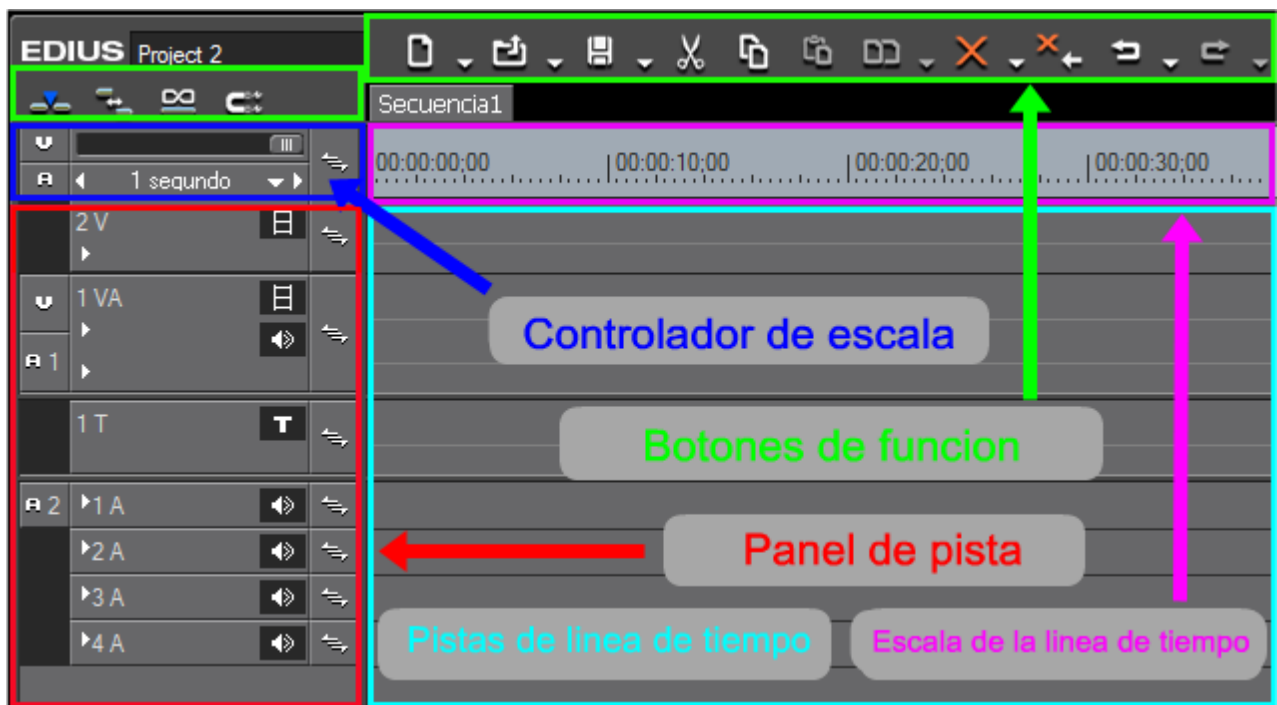 EDIUS Project 2
Secuencia1
00:00:00;00 00:00:10;00 00:00:20;00 00:00:30;00
V
A 1 segundo
2 V
V 1 VA
A 1
1 T
A 2 1 A
2 A
3 A
4 A
Controlador de escala
Botones de funcion
Panel de pista
Pistas de linea de tiempo
Escala de la linea de tiempo